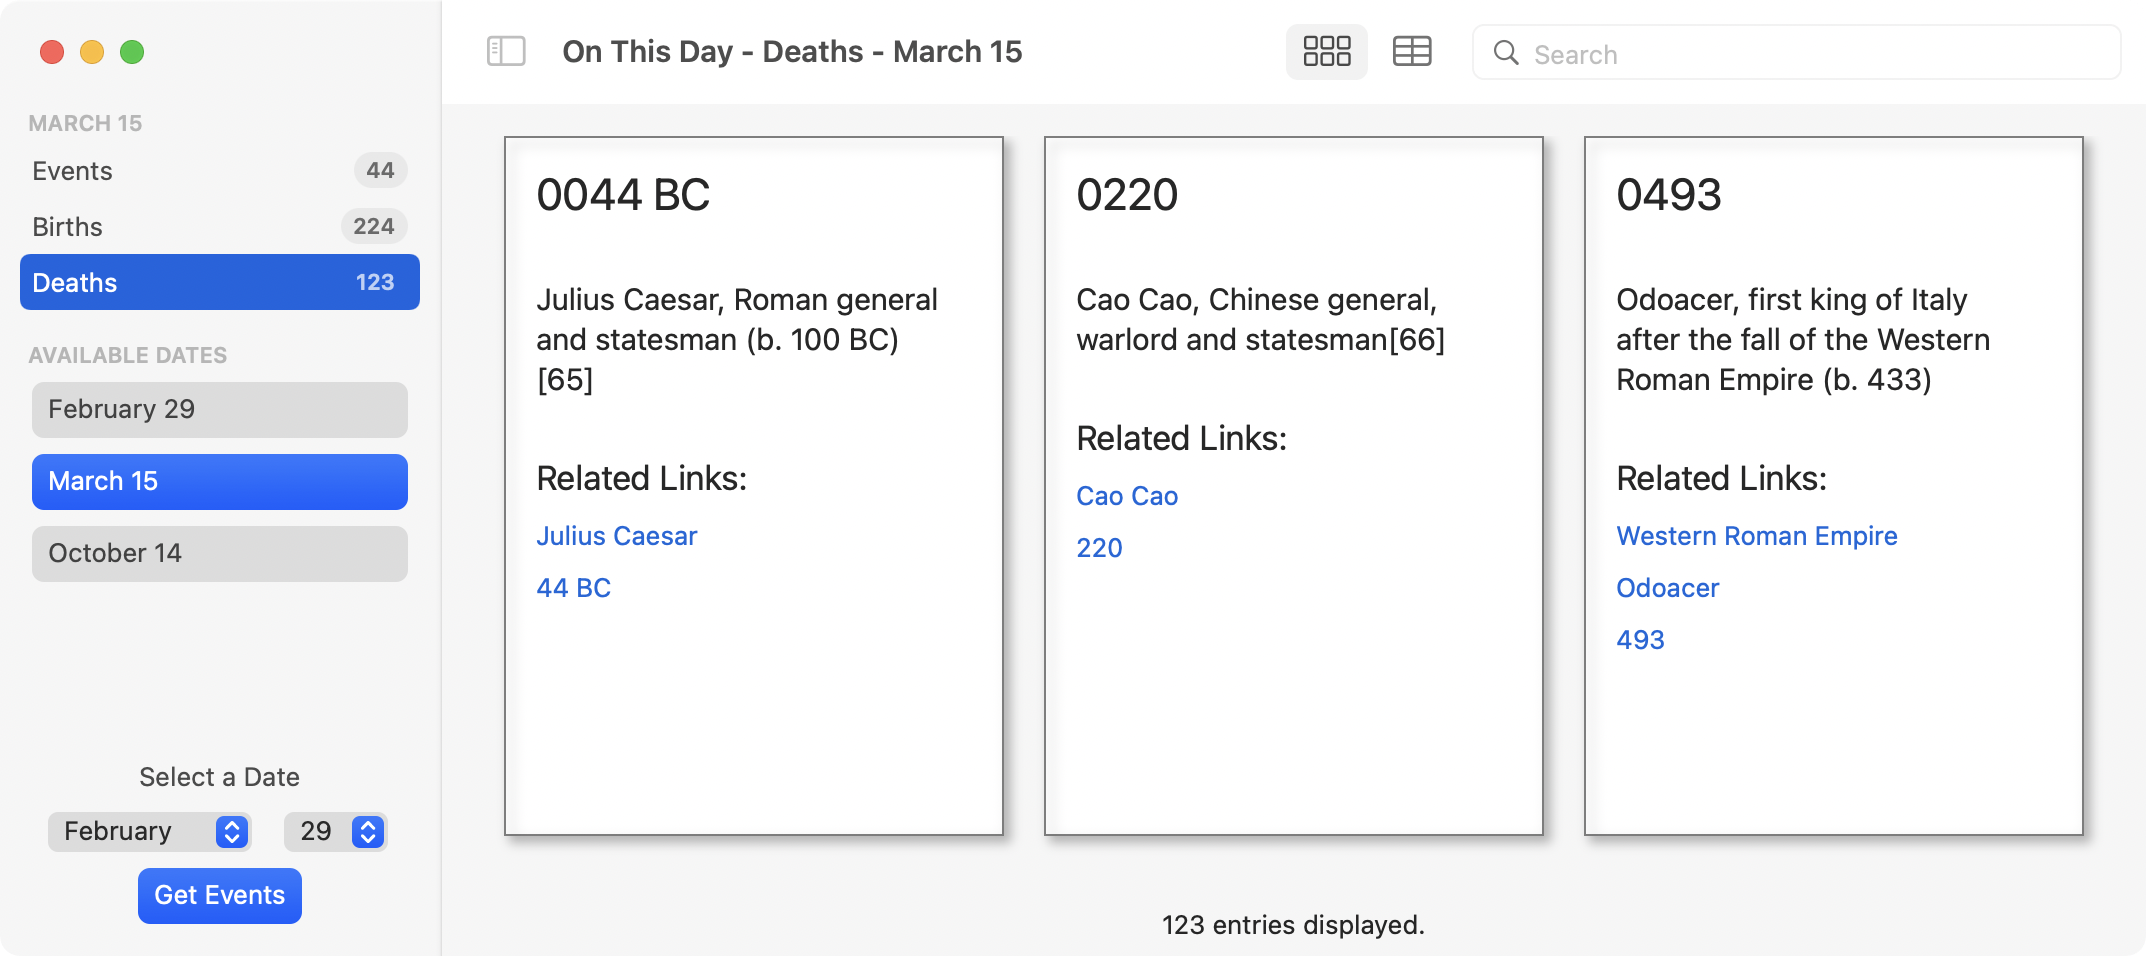 MARCH 15
Events 44
Births 224
Deaths 123
AVAILABLE DATES
February 29
March 15
October 14
Select a Date
February 29
Get Events
On This Day - Deaths - March 15
Search
0044 BC
Julius Caesar, Roman general
and statesman (b. 100 BC)
[65]
Related Links:
Julius Caesar
44 BC
0220
Cao Cao, Chinese general,
warlord and statesman[66]
Related Links:
Cao Cao
220
0493
Odoacer, first king of Italy
after the fall of the Western
Roman Empire (b. 433)
Related Links:
Western Roman Empire
Odoacer
493
123 entries displayed.